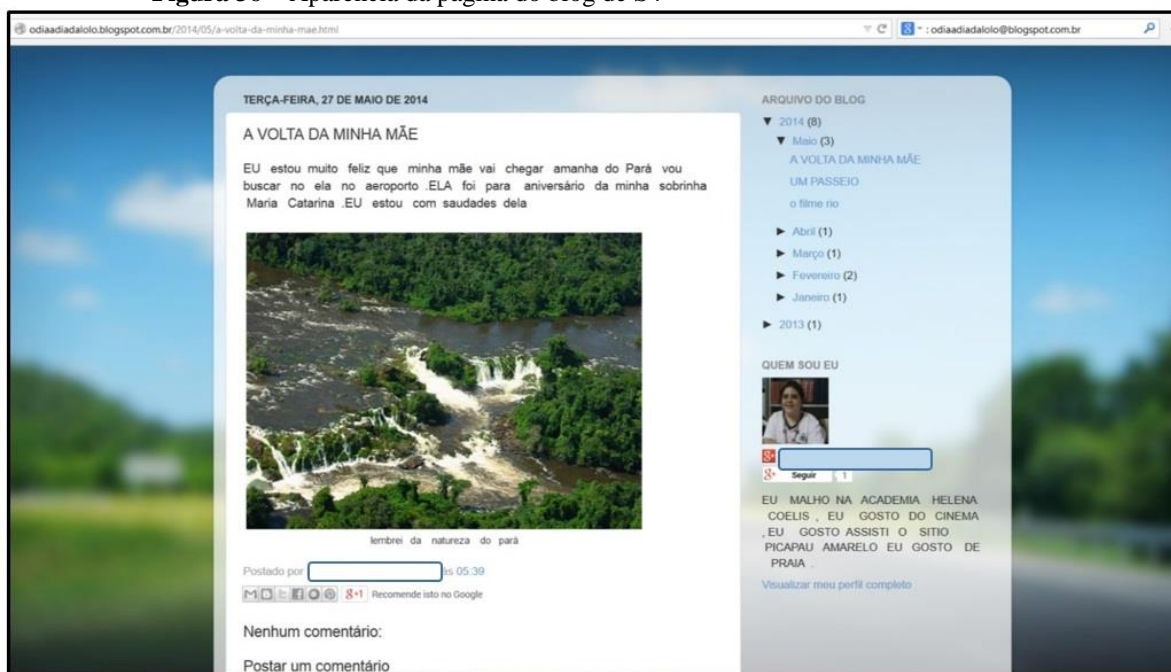 Aparência da página do blog de S4
odiaadiadalolo.blogspot.com.br/2014/05/a-volta-da-minha-mae.html
: odiaadiadalolo@blogspot.com.br
TERÇA-FEIRA, 27 DE MAIO DE 2014
A VOLTA DA MINHA MÃE
EU estou muito feliz que minha mãe vai chegar amanha do Pará vou
buscar no ela no aeroporto .ELA foi para aniversário da minha sobrinha
Maria Catarina .EU estou com saudades dela
lembrei da natureza do pará
Postado por
às 05:39
g+1 Recomende isto no Google
Nenhum comentário:
Postar um comentário
ARQUIVO DO BLOG
▼ 2014 (8)
▼ Maio (3)
A VOLTA DA MINHA MÃE
UM PASSEIO
o filme rio
► Abril (1)
► Março (1)
► Fevereiro (2)
► Janeiro (1)
► 2013 (1)
QUEM SOU EU
Seguir 1
EU MALHO NA ACADEMIA HELENA
COELIS , EU GOSTO DO CINEMA
,EU GOSTO ASSISTI O SITIO
PICAPAU AMARELO EU GOSTO DE
PRAIA .
Visualizar meu perfil completo